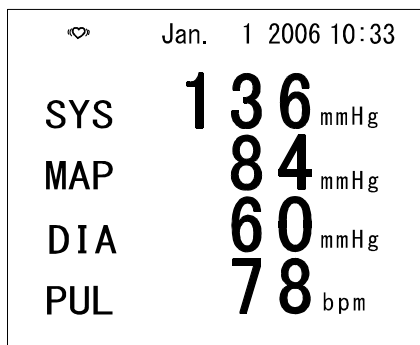 Jan. 1 2006 10:33
SYS 136 mmHg
MAP 84 mmHg
DIA 60 mmHg
PUL 78 bpm